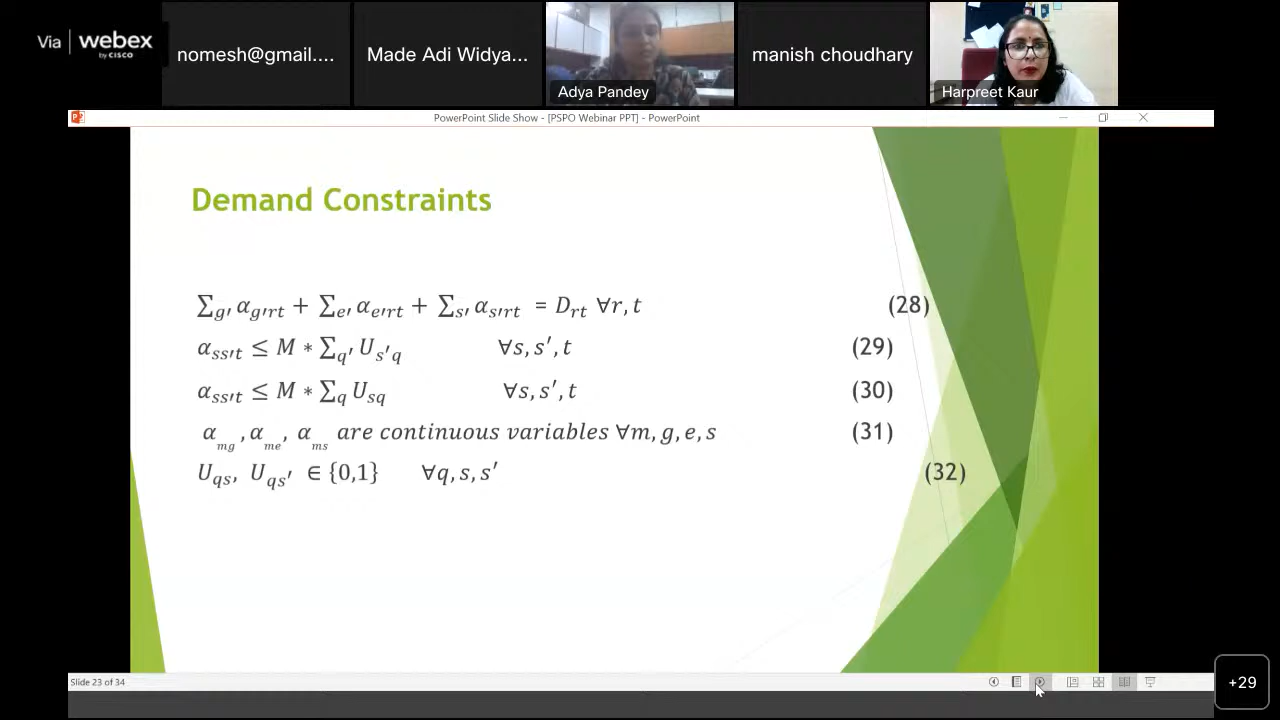 Via webex
by CISCO
nomesh@gmail....
Made Adi Widya...
Adya Pandey
manish choudhary
Harpreet Kaur
PowerPoint Slide Show - [PSPO Webinar PPT] - PowerPoint
Demand Constraints
∑g′ αg′rt + ∑e′ αe′rt + ∑s′ αs′rt = Drt ∀r, t (28)
αss′t ≤ M ∗ ∑q′ Us′q ∀s, s′, t (29)
αss′t ≤ M ∗ ∑q Usq ∀s, s′, t (30)
αmg, αme, αms are continuous variables ∀m, g, e, s (31)
Uqs, Uqs′ ∈ {0,1} ∀q, s, s′ (32)
Slide 23 of 34
+29